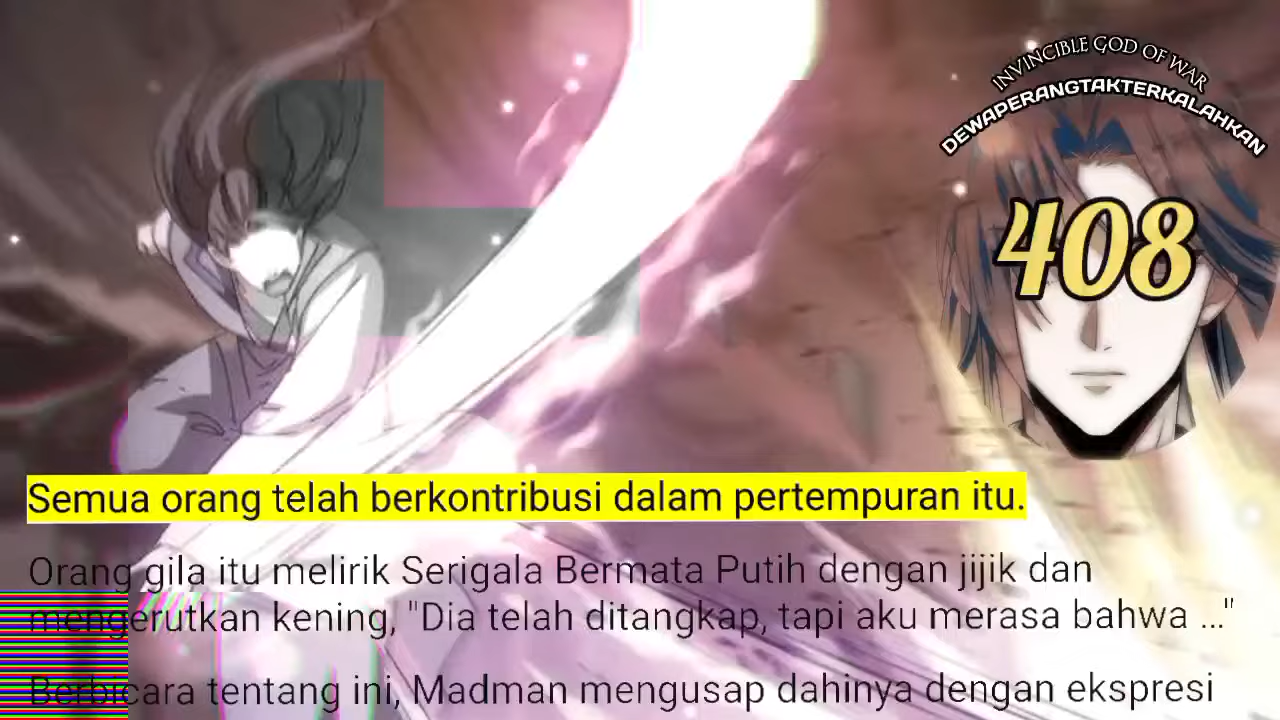 INVINCIBLE GOD OF WAR
DEWAPERANGTAKTERKALAHKAN
408
Semua orang telah berkontribusi dalam pertempuran itu.
Orang gila itu melirik Serigala Bermata Putih dengan jijik dan
mengerutkan kening, "Dia telah ditangkap, tapi aku merasa bahwa ..."
Berbicara tentang ini, Madman mengusap dahinya dengan ekspresi